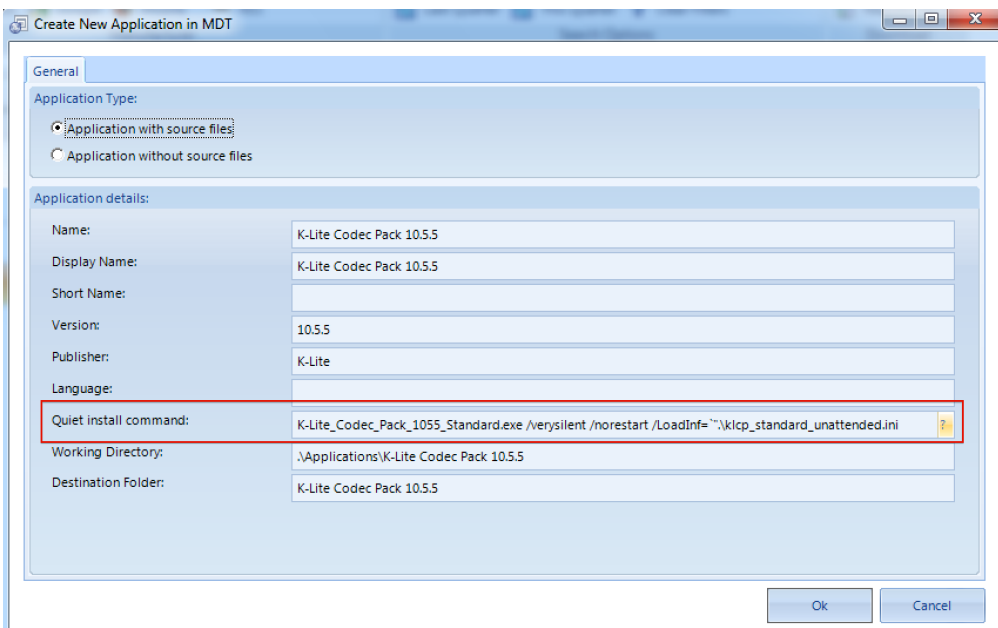 Create New Application in MDT
General
Application Type:
Application with source files
Application without source files
Application details:
Name:
K-Lite Codec Pack 10.5.5
Display Name:
K-Lite Codec Pack 10.5.5
Short Name:
Version:
10.5.5
Publisher:
K-Lite
Language:
Quiet install command:
K-Lite_Codec_Pack_1055_Standard.exe /verysilent /norestart /LoadInf=`".\klcp_standard_unattended.ini
?
Working Directory:
.\Applications\K-Lite Codec Pack 10.5.5
Destination Folder:
K-Lite Codec Pack 10.5.5
Ok
Cancel